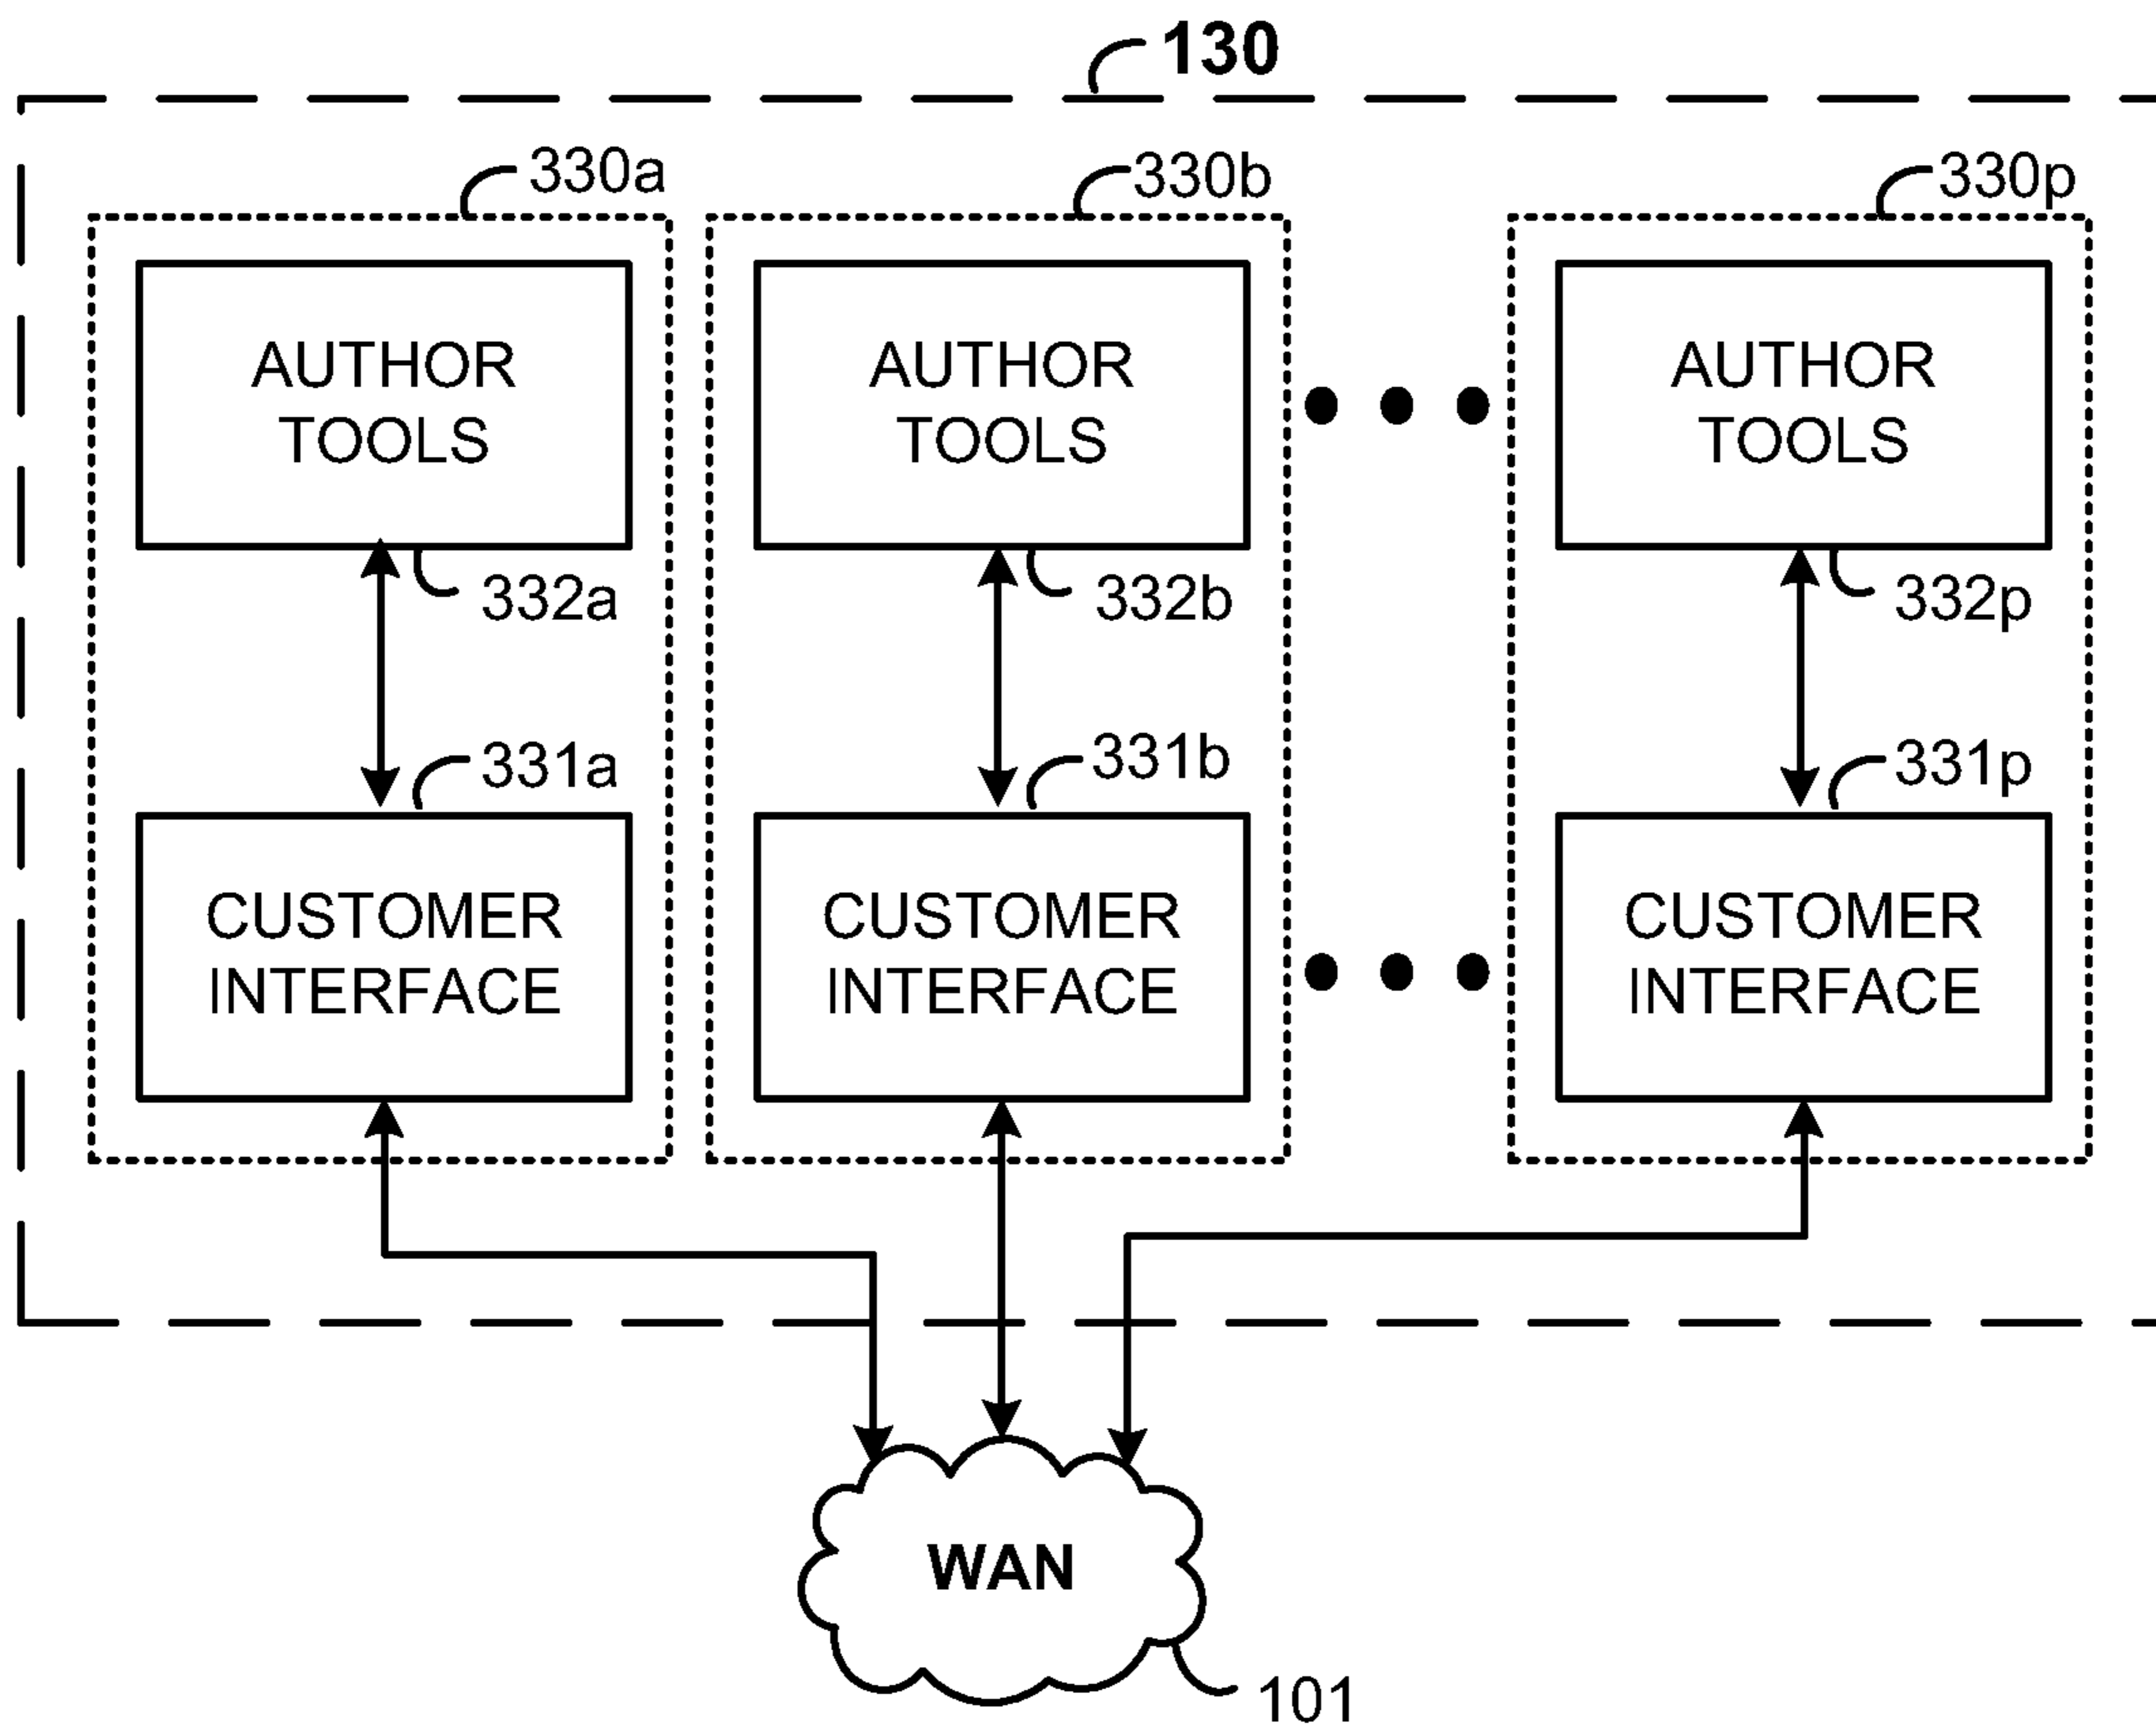 130
330a
330b
330p
AUTHOR
TOOLS
AUTHOR
TOOLS
AUTHOR
TOOLS
332a
332b
332p
331a
331b
331p
CUSTOMER
INTERFACE
CUSTOMER
INTERFACE
CUSTOMER
INTERFACE
WAN
101